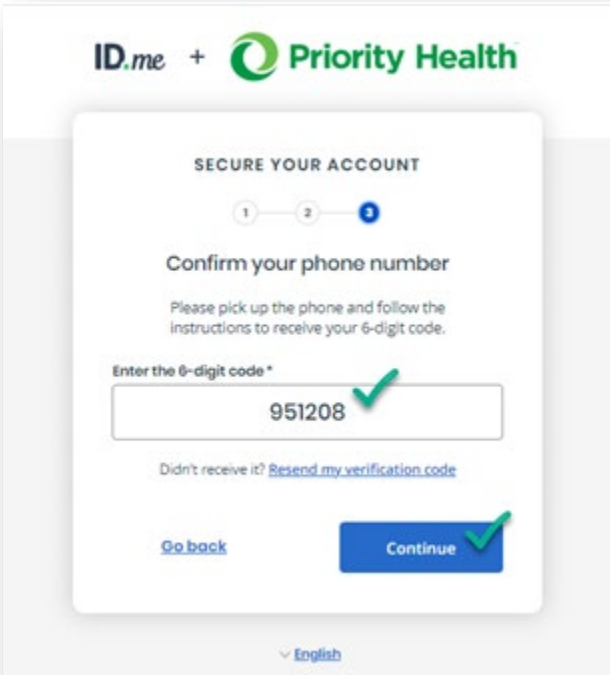 ID.me + Priority Health
SECURE YOUR ACCOUNT
1 2 3
Confirm your phone number
Please pick up the phone and follow the
instructions to receive your 6-digit code.
Enter the 6-digit code *
951208
Didn't receive it? Resend my verification code
Go back Continue
English